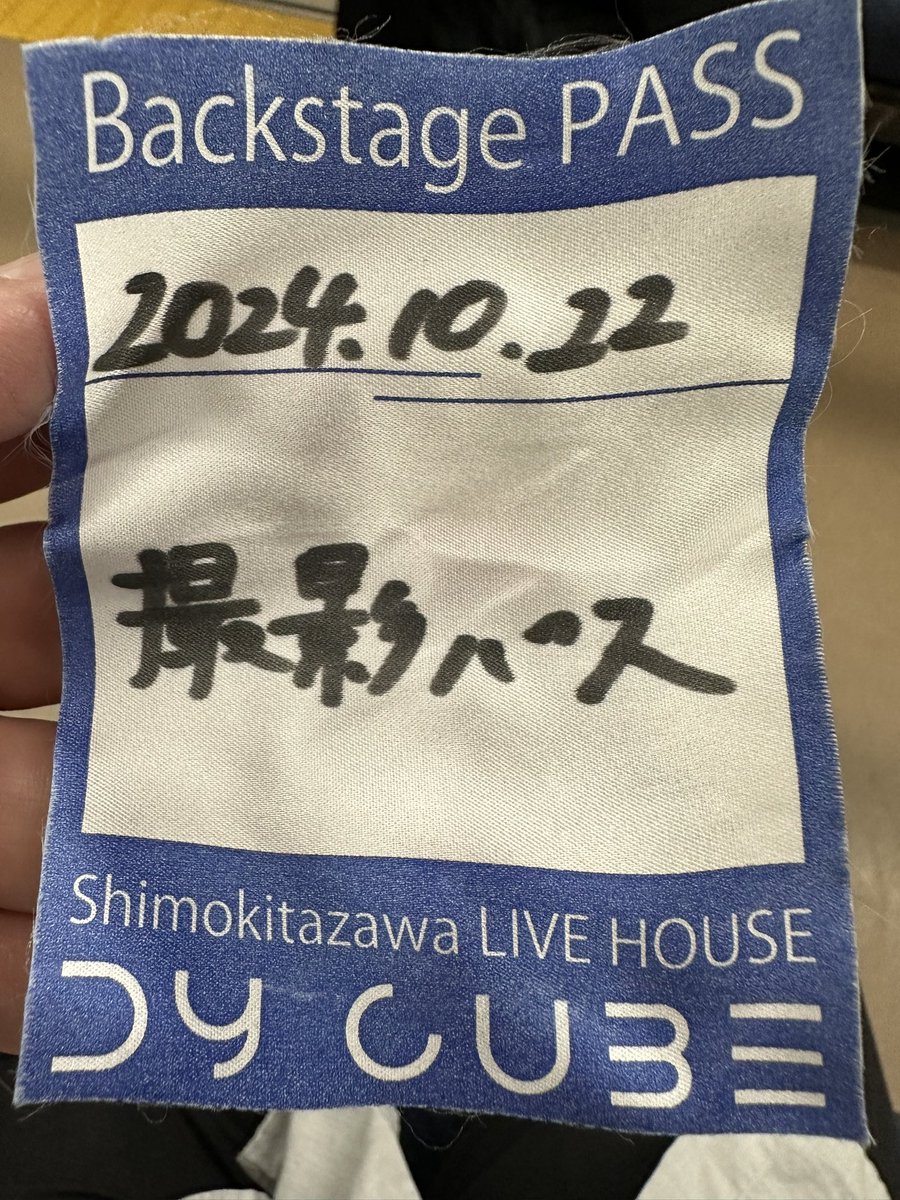 Backstage PASS
2024.10.22
撮影パス
Shimokitazawa LIVE HOUSE
DY CUBE